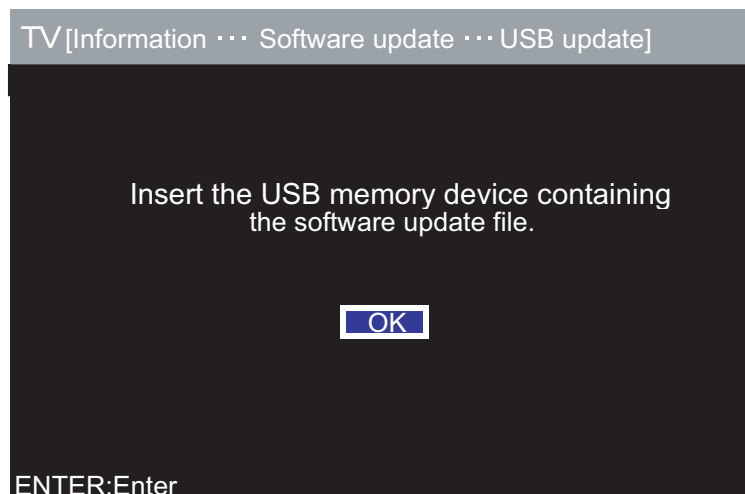 TV [Information ··· Software update ··· USB update]
Insert the USB memory device containing
the software update file.
OK
ENTER:Enter